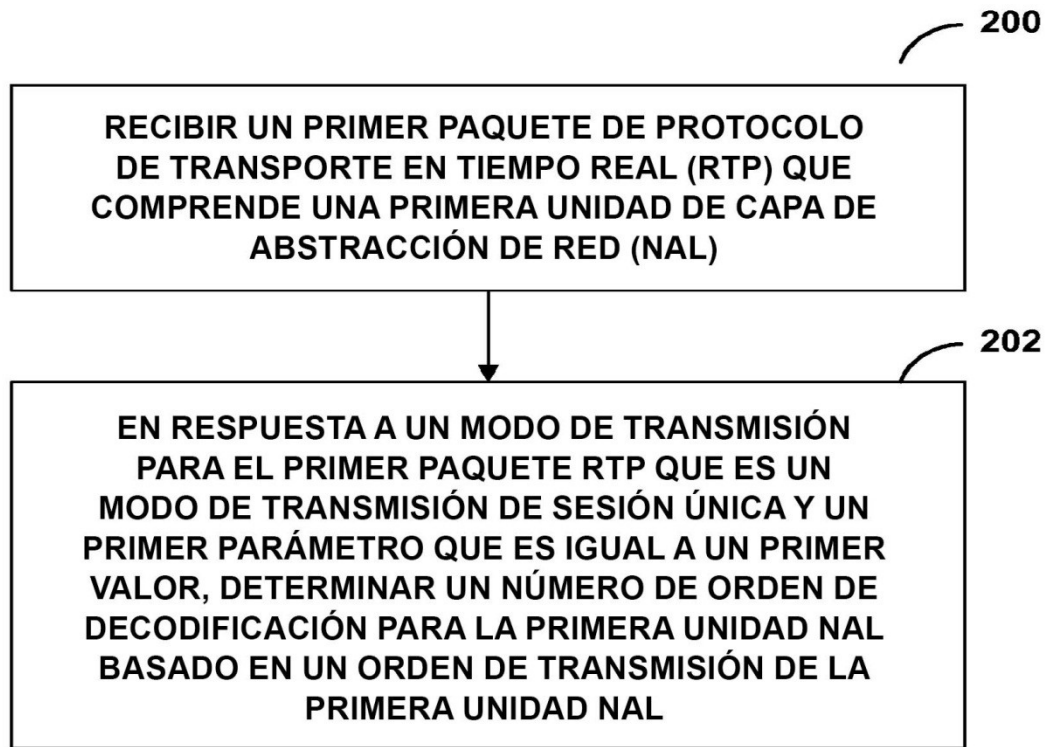 200
RECIBIR UN PRIMER PAQUETE DE PROTOCOLO
DE TRANSPORTE EN TIEMPO REAL (RTP) QUE
COMPRENDE UNA PRIMERA UNIDAD DE CAPA DE
ABSTRACCIÓN DE RED (NAL)
202
EN RESPUESTA A UN MODO DE TRANSMISIÓN
PARA EL PRIMER PAQUETE RTP QUE ES UN
MODO DE TRANSMISIÓN DE SESIÓN ÚNICA Y UN
PRIMER PARÁMETRO QUE ES IGUAL A UN PRIMER
VALOR, DETERMINAR UN NÚMERO DE ORDEN DE
DECODIFICACIÓN PARA LA PRIMERA UNIDAD NAL
BASADO EN UN ORDEN DE TRANSMISIÓN DE LA
PRIMERA UNIDAD NAL